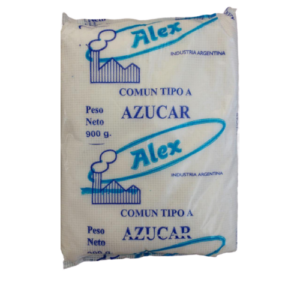 Alex
INDUSTRIA ARGENTINA
COMUN TIPO A
Peso
Neto
900 g.
AZUCAR
Alex
INDUSTRIA ARGENTINA
COMUN TIPO A
Peso
Neto
AZUCAR